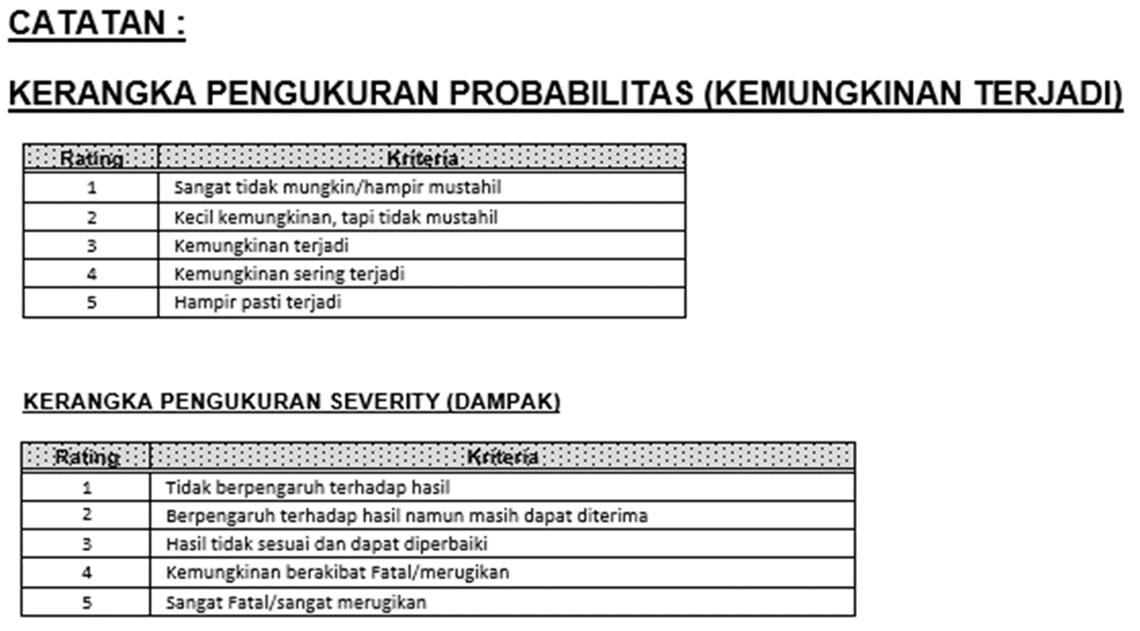 CATATAN :
KERANGKA PENGUKURAN PROBABILITAS (KEMUNGKINAN TERJADI)
Rating Kriteria
1 Sangat tidak mungkin/hampir mustahil
2 Kecil kemungkinan, tapi tidak mustahil
3 Kemungkinan terjadi
4 Kemungkinan sering terjadi
5 Hampir pasti terjadi
KERANGKA PENGUKURAN SEVERITY (DAMPAK)
Rating Kriteria
1 Tidak berpengaruh terhadap hasil
2 Berpengaruh terhadap hasil namun masih dapat diterima
3 Hasil tidak sesuai dan dapat diperbaiki
4 Kemungkinan berakibat Fatal/merugikan
5 Sangat Fatal/sangat merugikan